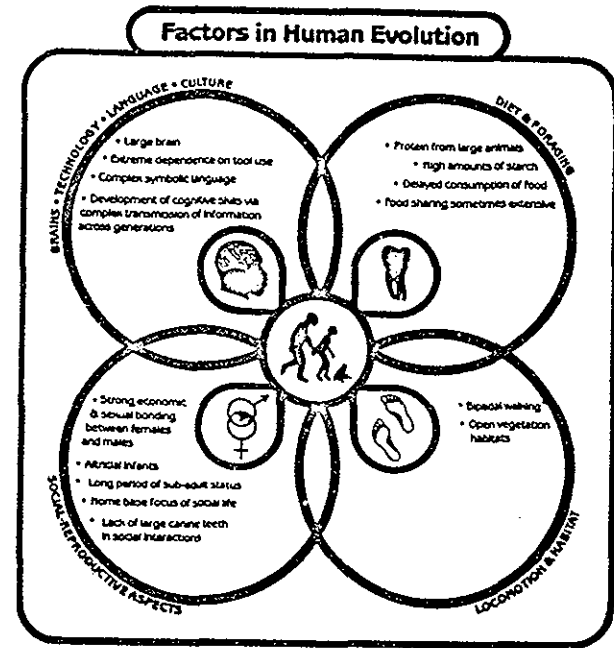 Factors in Human Evolution
BRAINS • TECHNOLOGY • LANGUAGE • CULTURE
• Large brain
• Extreme dependence on tool use
• Complex symbolic language
• Development of cognitive skills via
complex transmission of information
across generations
DIET & FORAGING
• Protein from large animals
• High amounts of starch
• Delayed consumption of food
• Food sharing sometimes extensive
SOCIAL-REPRODUCTIVE ASPECTS
• Strong economic
& sexual bonding
between females
and males
• Altricial infants
• Long period of sub-adult status
• Home base focus of social life
• Lack of large canine teeth
in social interactions
LOCOMOTION & HABITAT
• Bipedal walking
• Open vegetation
habitats